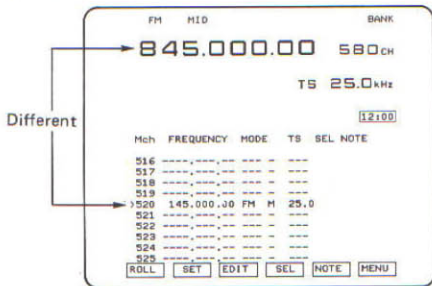 FM MID BANK
845.000.00 580CH
TS 25.0kHz
12:00
Different
Mch FREQUENCY MODE TS SEL NOTE
516 ----.---.-- -- - ---
517 ----.---.-- -- - ---
518 ----.---.-- -- - ---
519 ----.---.-- -- - ---
>520 145.000.00 FM M 25.0
521 ----.---.-- -- - ---
522 ----.---.-- -- - ---
523 ----.---.-- -- - ---
524 ----.---.-- -- - ---
525 ----.---.-- -- - ---
ROLL SET EDIT SEL NOTE MENU